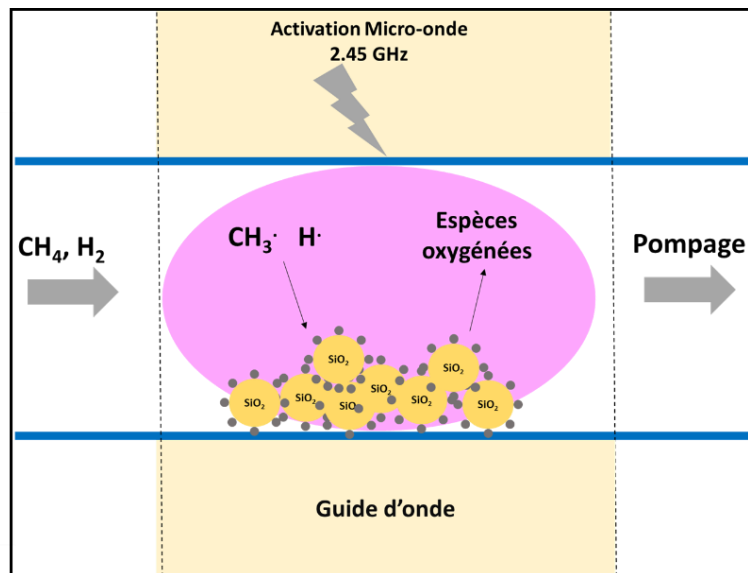 Activation Micro-onde
2.45 GHz
CH₄, H₂
CH₃· H·
Espèces
oxygénées
Pompage
SiO₂
SiO₂
SiO₂
SiO₂
SiO₂
SiO
SiO₂
SiO₂
Guide d'onde